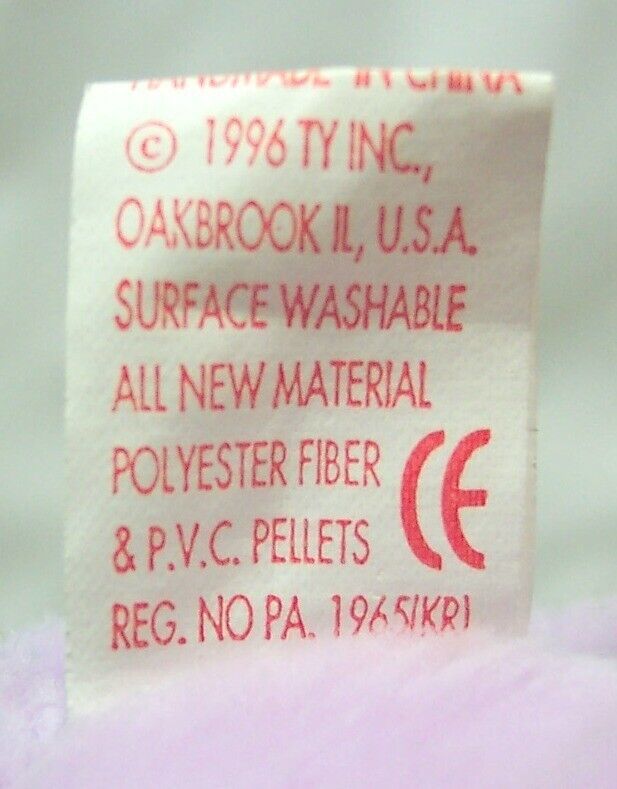 HANDMADE IN CHINA
© 1996 TY INC.,
OAKBROOK IL, U.S.A.
SURFACE WASHABLE
ALL NEW MATERIAL
POLYESTER FIBER
& P.V.C. PELLETS
CE
REG. NO PA. 1965(KR)